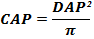 CAP = DAP² / π